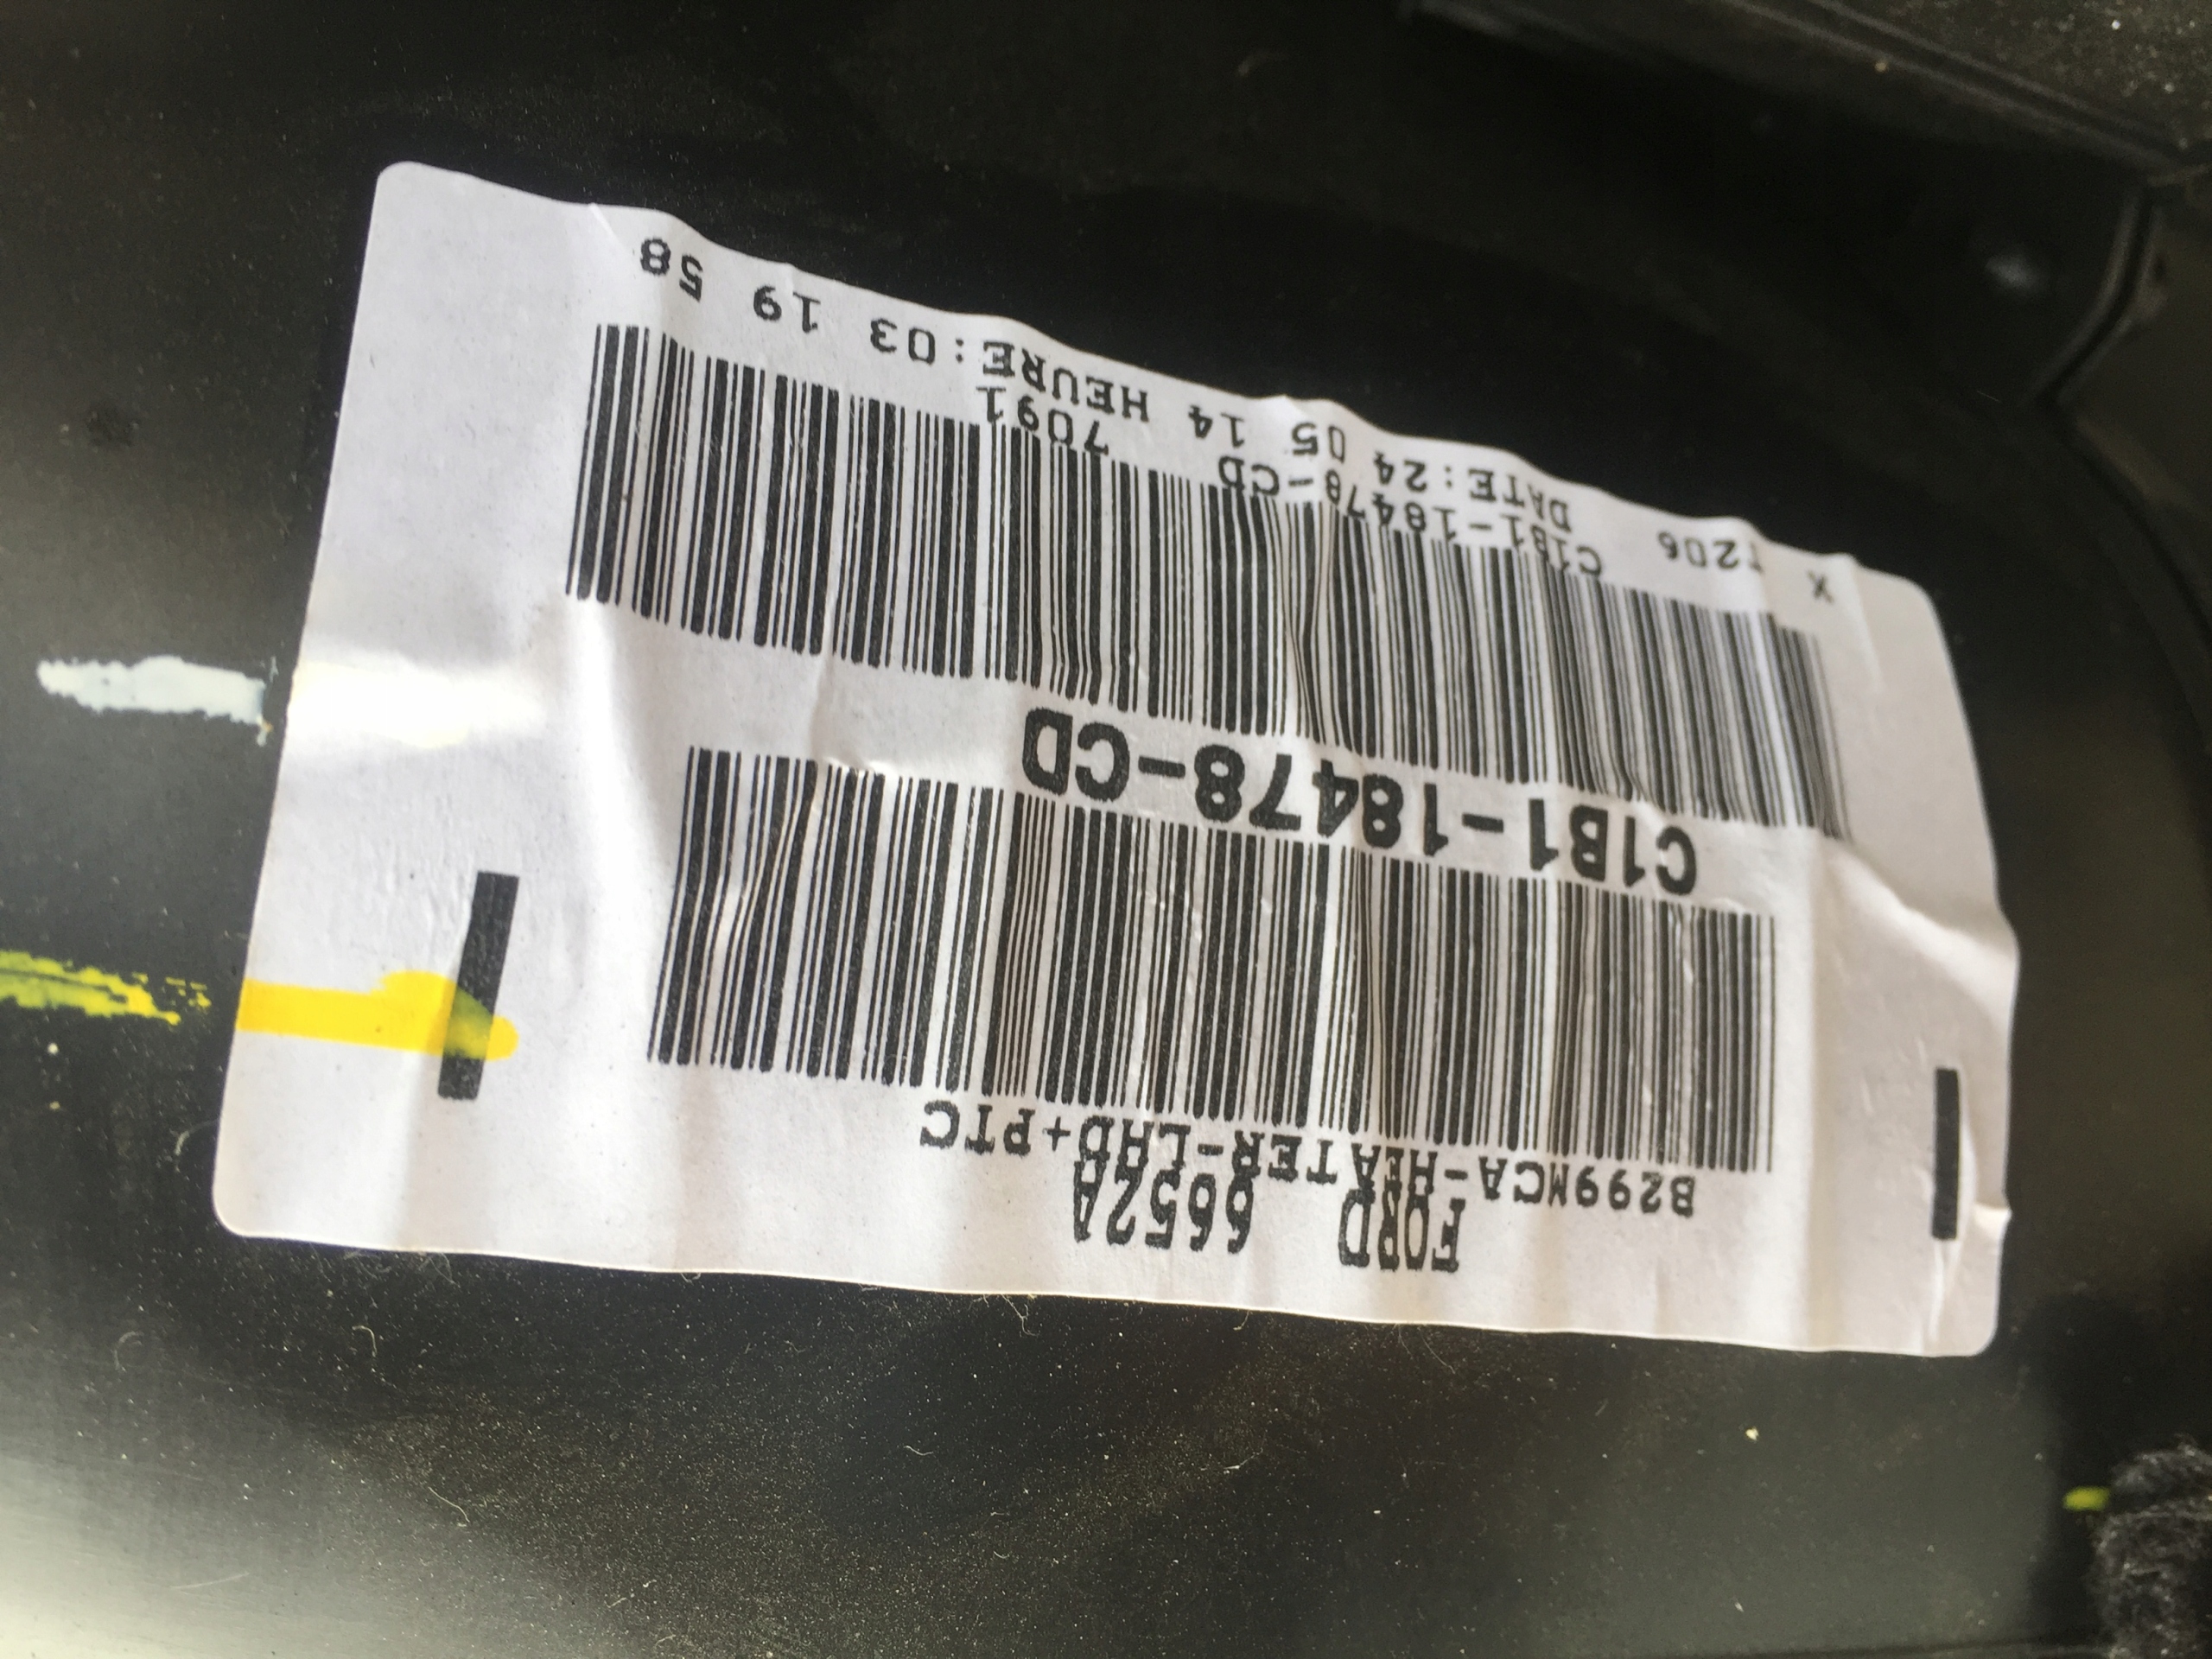 FORD 6652A
B299MCA-HEATER-LHD+PTC
C1B1-18478-CD
C1B1-18478-CD 7091
X T206 DATE:24 05 14 HEURE:03 19 58